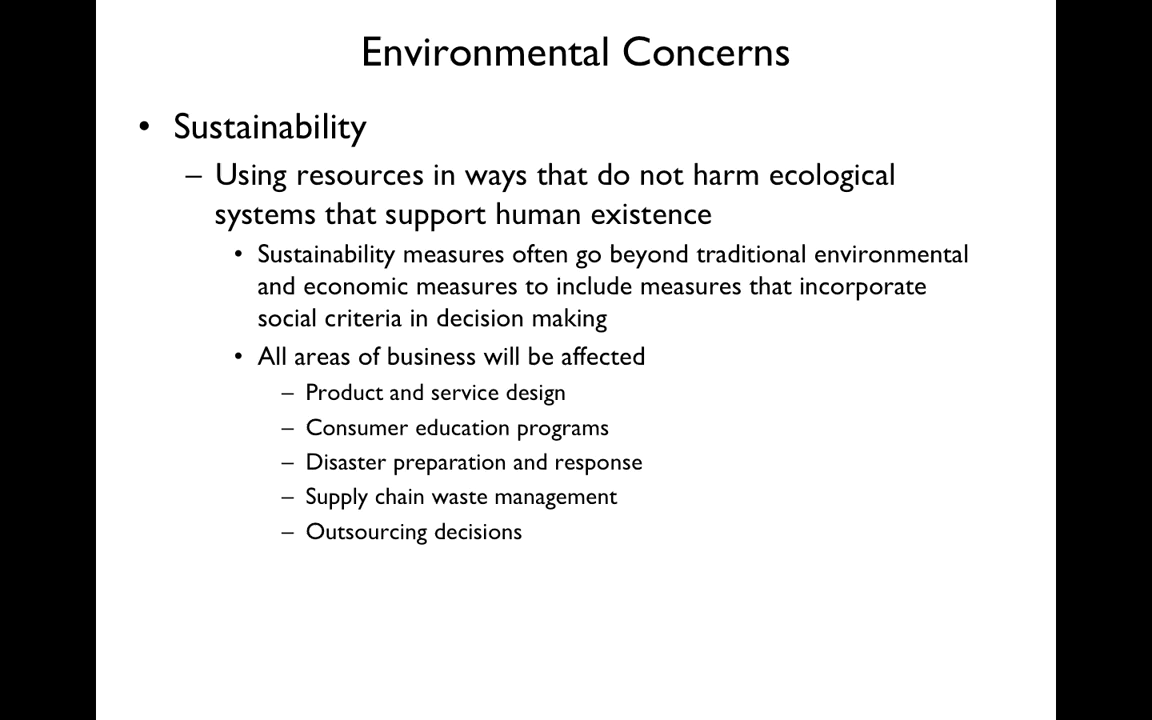 Environmental Concerns
• Sustainability
– Using resources in ways that do not harm ecological
systems that support human existence
• Sustainability measures often go beyond traditional environmental
and economic measures to include measures that incorporate
social criteria in decision making
• All areas of business will be affected
– Product and service design
– Consumer education programs
– Disaster preparation and response
– Supply chain waste management
– Outsourcing decisions